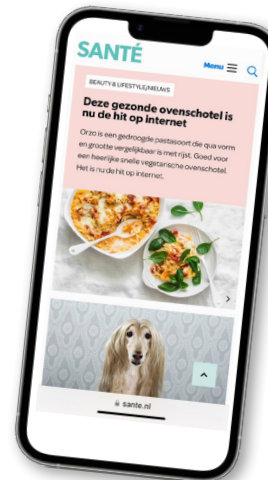 SANTÉ
Menu
BEAUTY & LIFESTYLE/NIEUWS
Deze gezonde ovenschotel is
nu de hit op internet
Orzo is een gedroogde pastasoort die qua vorm
en grootte vergelijkbaar is met rijst. Goed voor
een heerlijke snelle vegetarische ovenschotel.
Het is nu de hit op internet.
sante.nl